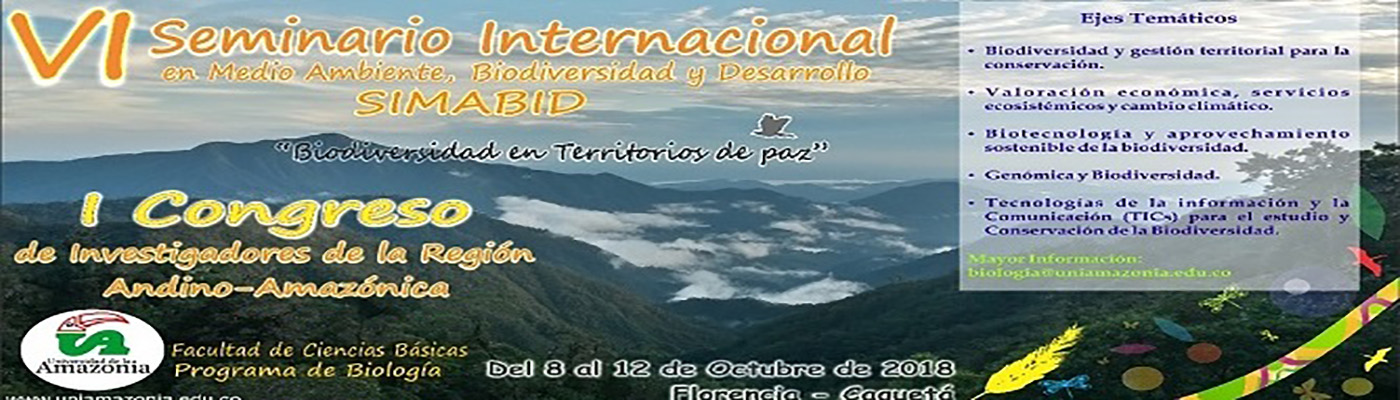 VI Seminario Internacional
en Medio Ambiente, Biodiversidad y Desarrollo
SIMABID
"Biodiversidad en Territorios de paz"
I Congreso
de Investigadores de la Región
Andino-Amazónica
Universidad de la
Amazonia
Facultad de Ciencias Básicas
Programa de Biología
www.uniamazonia.edu.co
Del 8 al 12 de Octubre de 2018
Florencia - Caquetá
Ejes Temáticos
• Biodiversidad y gestión territorial para la
conservación.
• Valoración económica, servicios
ecosistémicos y cambio climático.
• Biotecnología y aprovechamiento
sostenible de la biodiversidad.
• Genómica y Biodiversidad.
• Tecnologías de la información y la
Comunicación (TICs) para el estudio y
Conservación de la Biodiversidad.
Mayor Información:
biologia@uniamazonia.edu.co